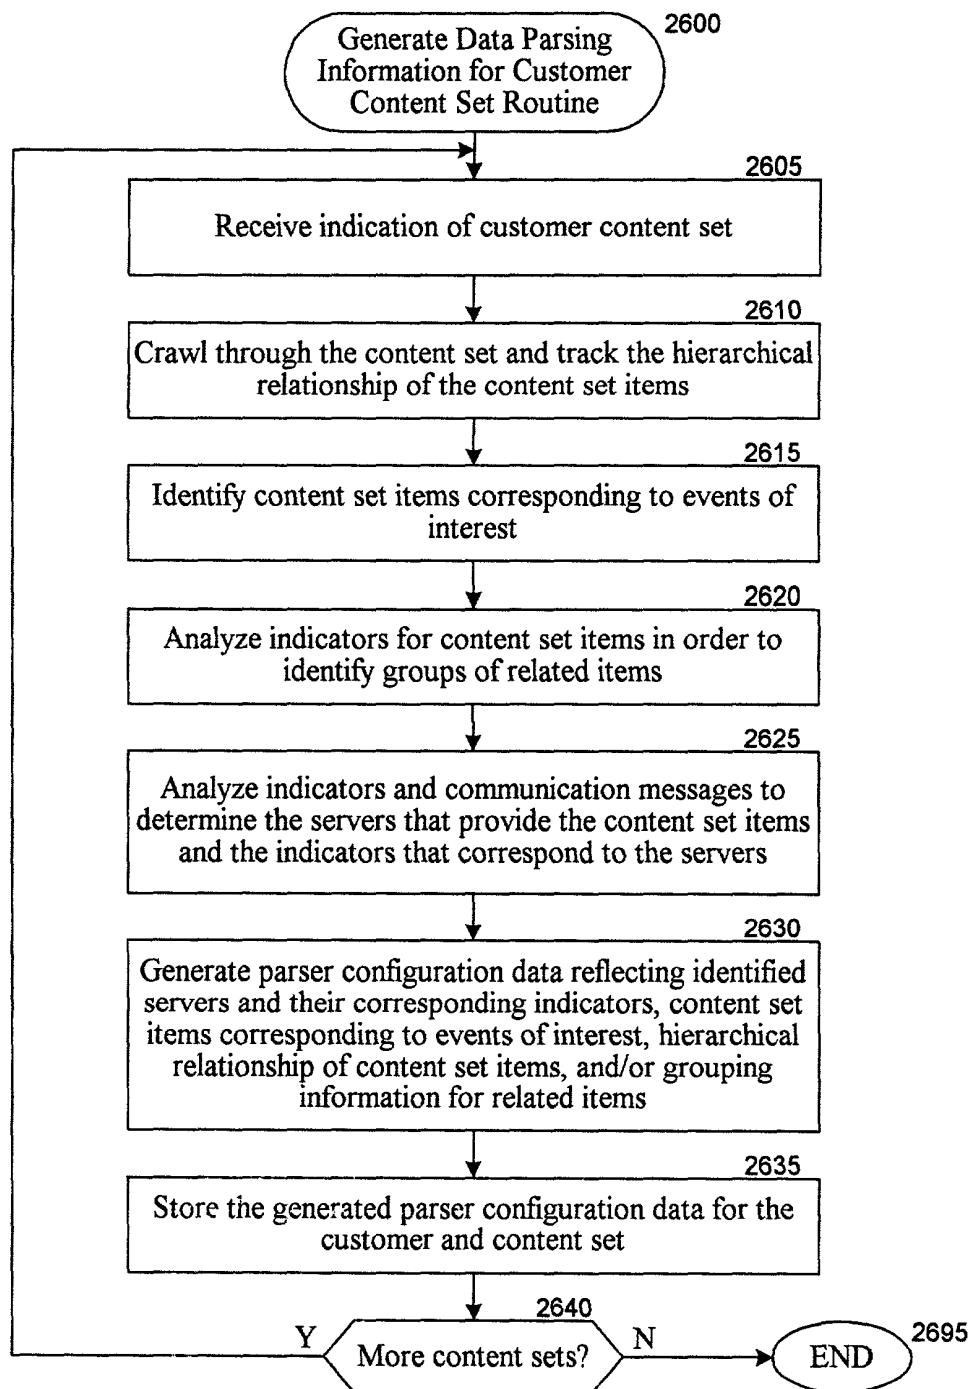 Generate Data Parsing
Information for Customer
Content Set Routine
2600
2605
Receive indication of customer content set
2610
Crawl through the content set and track the hierarchical
relationship of the content set items
2615
Identify content set items corresponding to events of
interest
2620
Analyze indicators for content set items in order to
identify groups of related items
2625
Analyze indicators and communication messages to
determine the servers that provide the content set items
and the indicators that correspond to the servers
2630
Generate parser configuration data reflecting identified
servers and their corresponding indicators, content set
items corresponding to events of interest, hierarchical
relationship of content set items, and/or grouping
information for related items
2635
Store the generated parser configuration data for the
customer and content set
2640
Y
More content sets?
N
END
2695